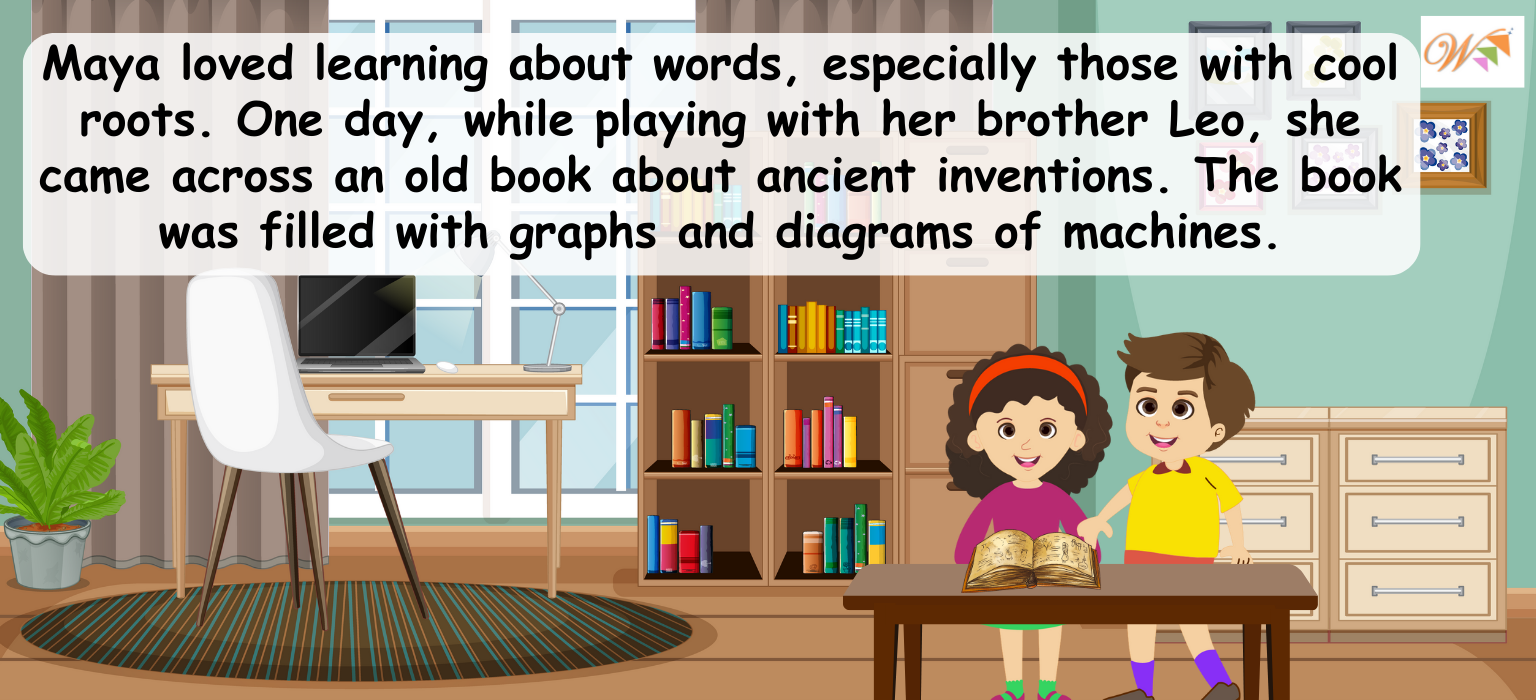 Maya loved learning about words, especially those with cool
roots. One day, while playing with her brother Leo, she
came across an old book about ancient inventions. The book
was filled with graphs and diagrams of machines.
W